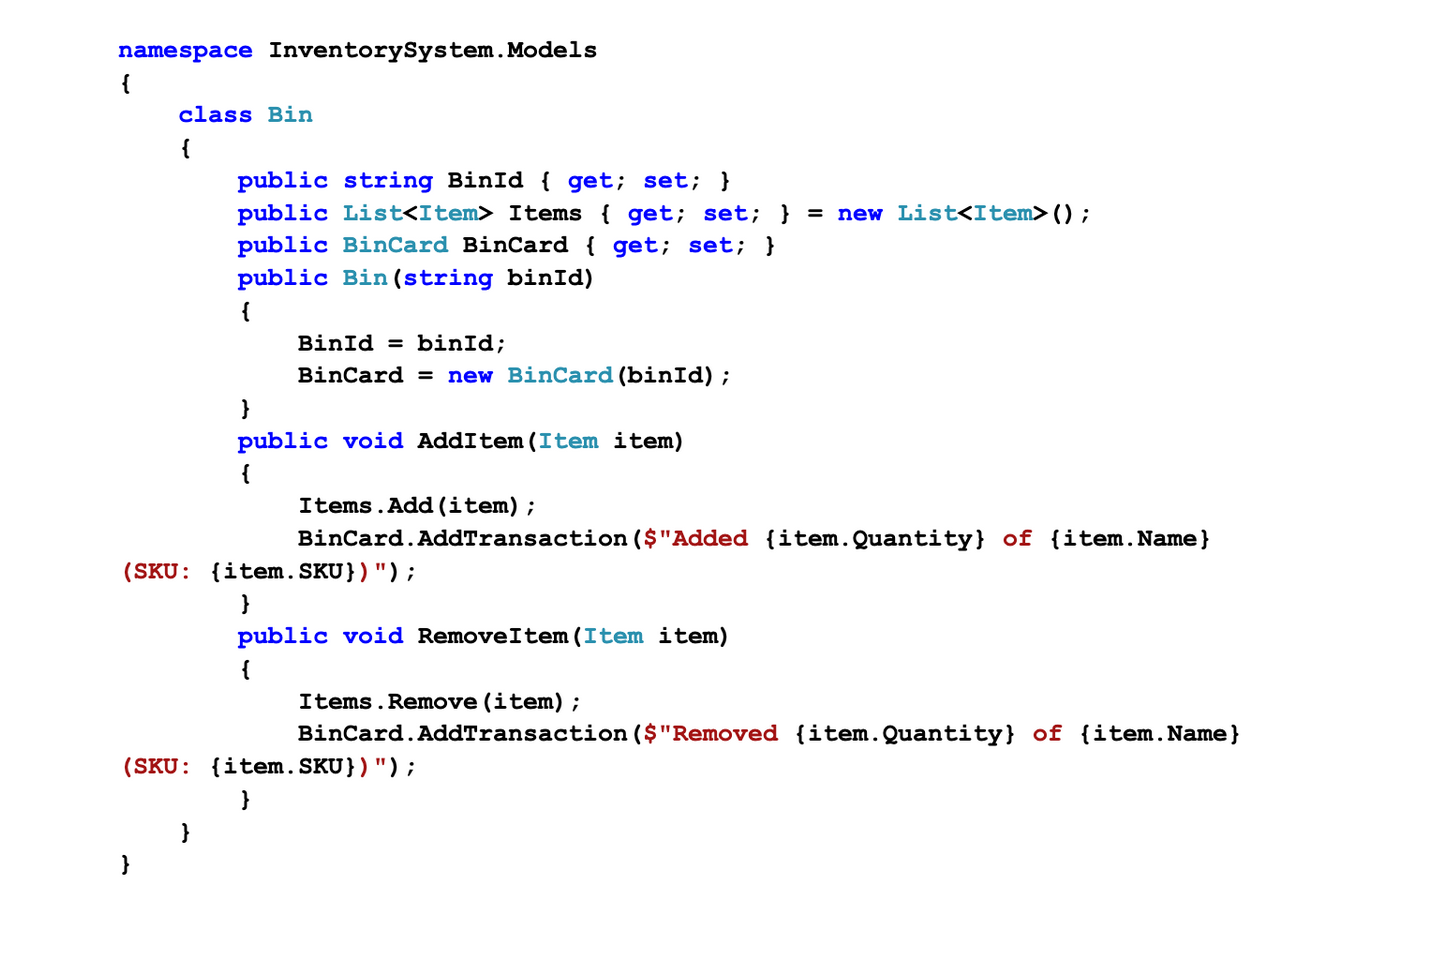 namespace InventorySystem.Models
{
    class Bin
    {
        public string BinId { get; set; }
        public List<Item> Items { get; set; } = new List<Item>();
        public BinCard BinCard { get; set; }
        public Bin(string binId)
        {
            BinId = binId;
            BinCard = new BinCard(binId);
        }
        public void AddItem(Item item)
        {
            Items.Add(item);
            BinCard.AddTransaction($"Added {item.Quantity} of {item.Name}
(SKU: {item.SKU})");
        }
        public void RemoveItem(Item item)
        {
            Items.Remove(item);
            BinCard.AddTransaction($"Removed {item.Quantity} of {item.Name}
(SKU: {item.SKU})");
        }
    }
}